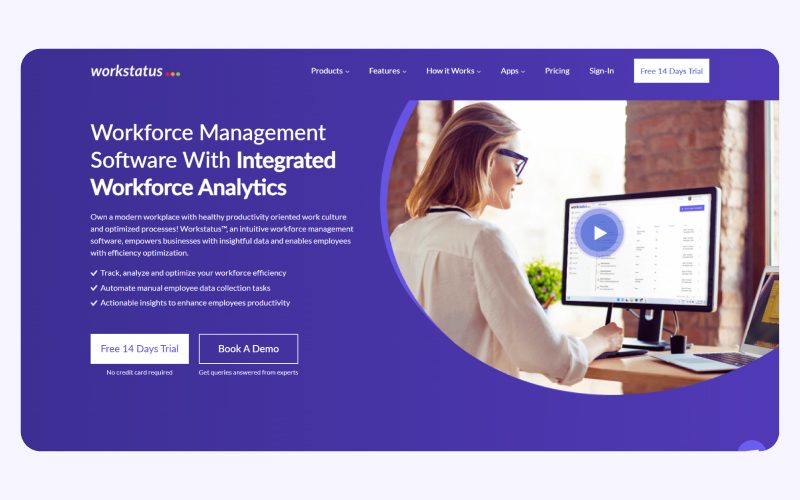 workstatus
Products
Features
How it Works
Apps
Pricing
Sign-In
Free 14 Days Trial
Workforce Management
Software With Integrated
Workforce Analytics
Own a modern workplace with healthy productivity oriented work culture
and optimized processes! Workstatus™, an intuitive workforce management
software, empowers businesses with insightful data and enables employees
with efficiency optimization.
Track, analyze and optimize your workforce efficiency
Automate manual employee data collection tasks
Actionable insights to enhance employees productivity
Free 14 Days Trial
Book A Demo
No credit card required
Get queries answered from experts
workstatus